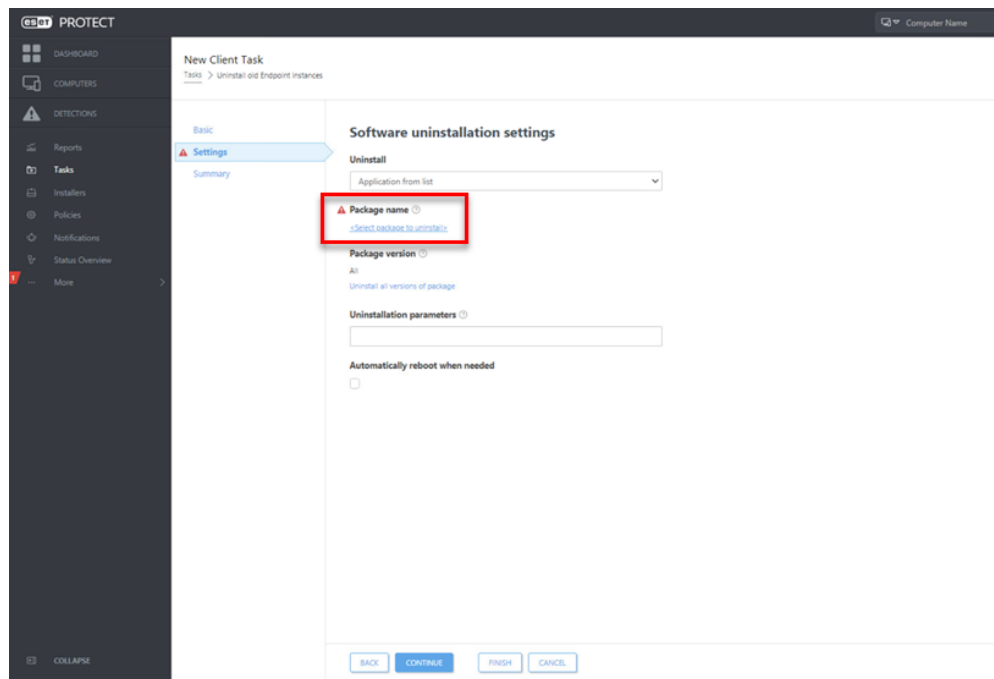 eset PROTECT
Computer Name
DASHBOARD
COMPUTERS
DETECTIONS
Reports
Tasks
Installers
Policies
Notifications
Status Overview
1
More
COLLAPSE
New Client Task
Tasks > Uninstall old Endpoint instances
Basic
Settings
Summary
Software uninstallation settings
Uninstall
Application from list
Package name
<Select package to uninstall>
Package version
All
Uninstall all versions of package
Uninstallation parameters
Automatically reboot when needed
BACK CONTINUE FINISH CANCEL